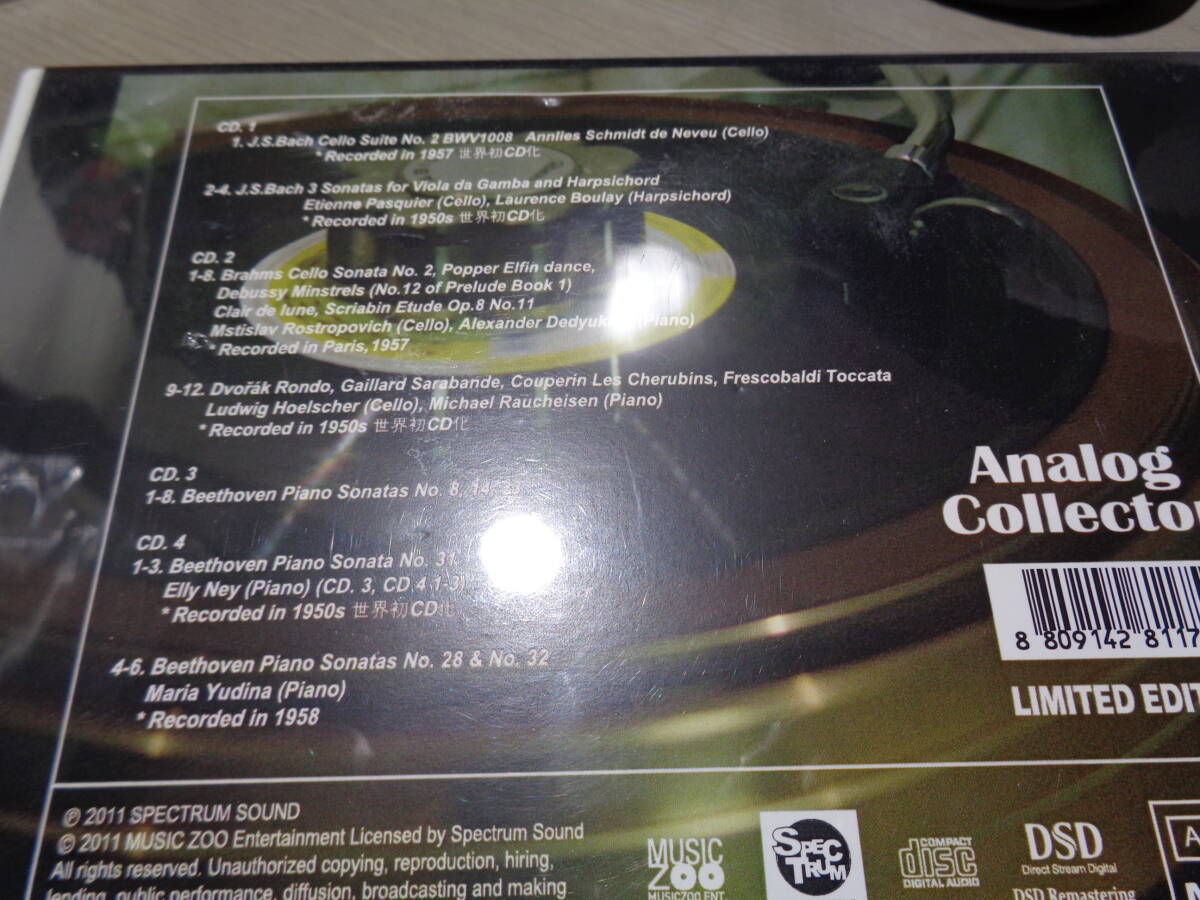 CD. 1
1. J.S.Bach Cello Suite No. 2 BWV1008 Annlies Schmidt de Neveu (Cello)
* Recorded in 1957 世界初CD化
2-4. J.S.Bach 3 Sonatas for Viola da Gamba and Harpsichord
Etienne Pasquier (Cello), Laurence Boulay (Harpsichord)
* Recorded in 1950s 世界初CD化
CD. 2
1-8. Brahms Cello Sonata No. 2, Popper Elfin dance,
Debussy Minstrels (No.12 of Prelude Book 1)
Clair de lune, Scriabin Etude Op.8 No.11
Mstislav Rostropovich (Cello), Alexander (Piano)
* Recorded in Paris, 1957
9-12. Dvořák Rondo, Gaillard Sarabande, Couperin Les Cherubins, Frescobaldi Toccata
Ludwig Hoelscher (Cello), Michael Raucheisen (Piano)
* Recorded in 1950s 世界初CD化
CD. 3
1-8. Beethoven Piano Sonatas No. 8, 14,
CD. 4
1-3. Beethoven Piano Sonata No. 31
Elly Ney (Piano) (CD. 3, CD 4 1-3)
* Recorded in 1950s 世界初CD化
4-6. Beethoven Piano Sonatas No. 28 & No. 32
Maria Yudina (Piano)
* Recorded in 1958
Analog
Collector
8 809142 8117
LIMITED EDIT
℗ 2011 SPECTRUM SOUND
© 2011 MUSIC ZOO Entertainment Licensed by Spectrum Sound
All rights reserved. Unauthorized copying, reproduction, hiring,
lending, public performance, diffusion, broadcasting and making
MUSIC
ZOO
MUSICZOO ENT.
SPECTRUM
COMPACT
disc
DIGITAL AUDIO
DSD
Direct Stream Digital
DSD Remastering